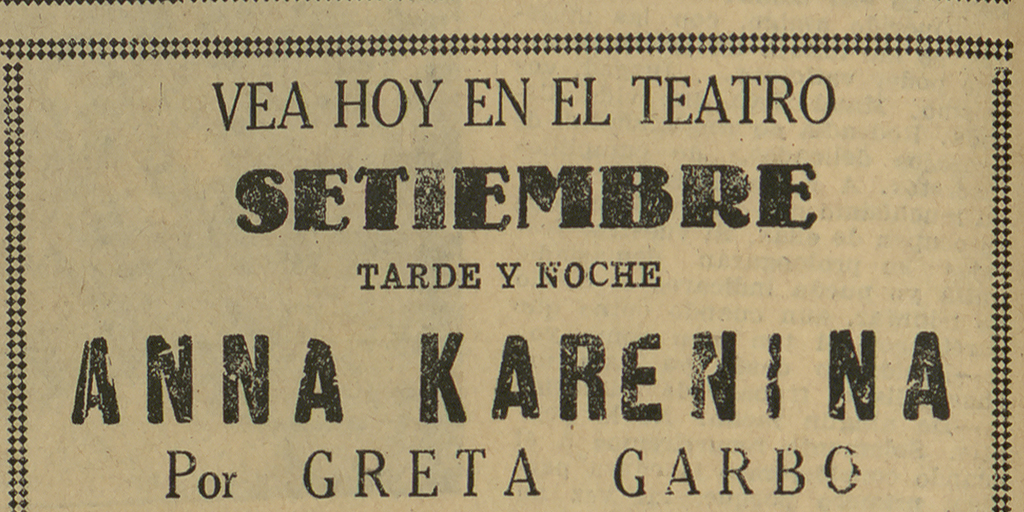 VEA HOY EN EL TEATRO
SETIEMBRE
TARDE Y NOCHE
ANNA KARENINA
Por GRETA GARBO